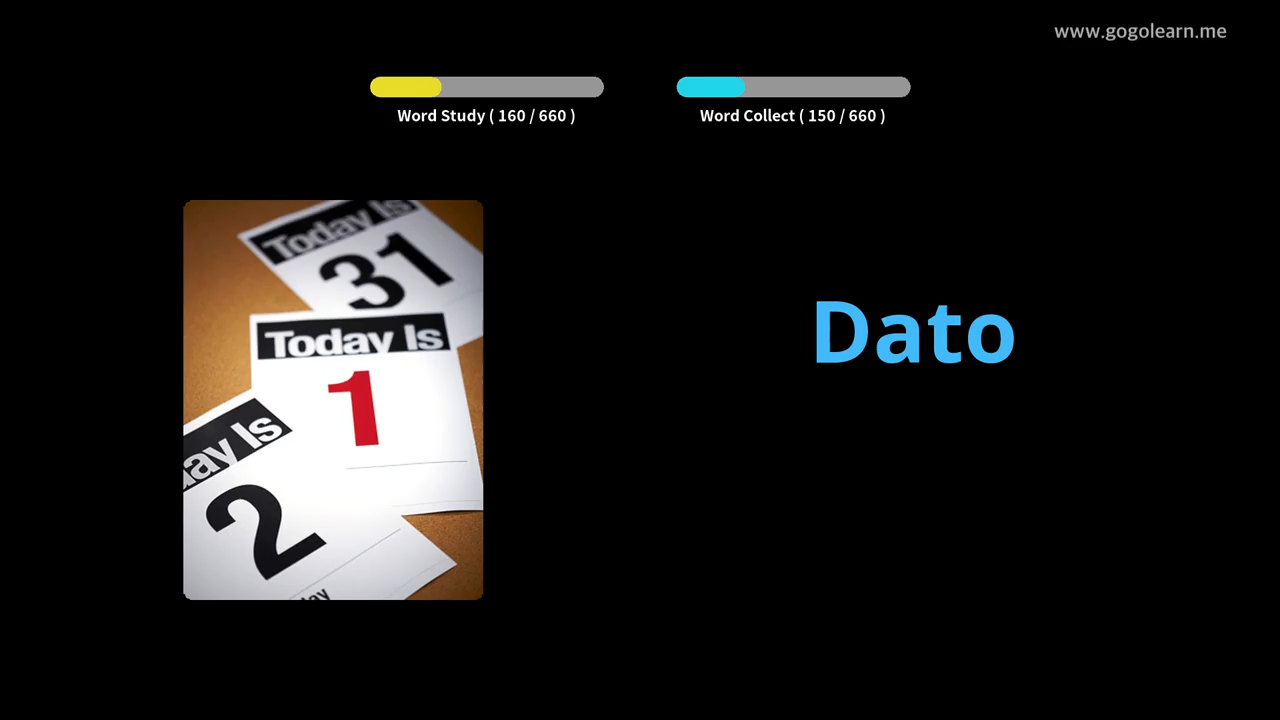 www.gogolearn.me
Word Study ( 160 / 660 )
Word Collect ( 150 / 660 )
Today Is
31
Today Is
1
day Is
2
Dato